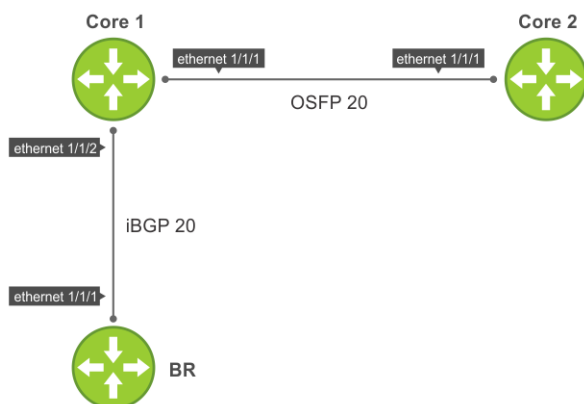 Core 1
Core 2
ethernet 1/1/1
ethernet 1/1/1
OSFP 20
ethernet 1/1/2
iBGP 20
ethernet 1/1/1
BR